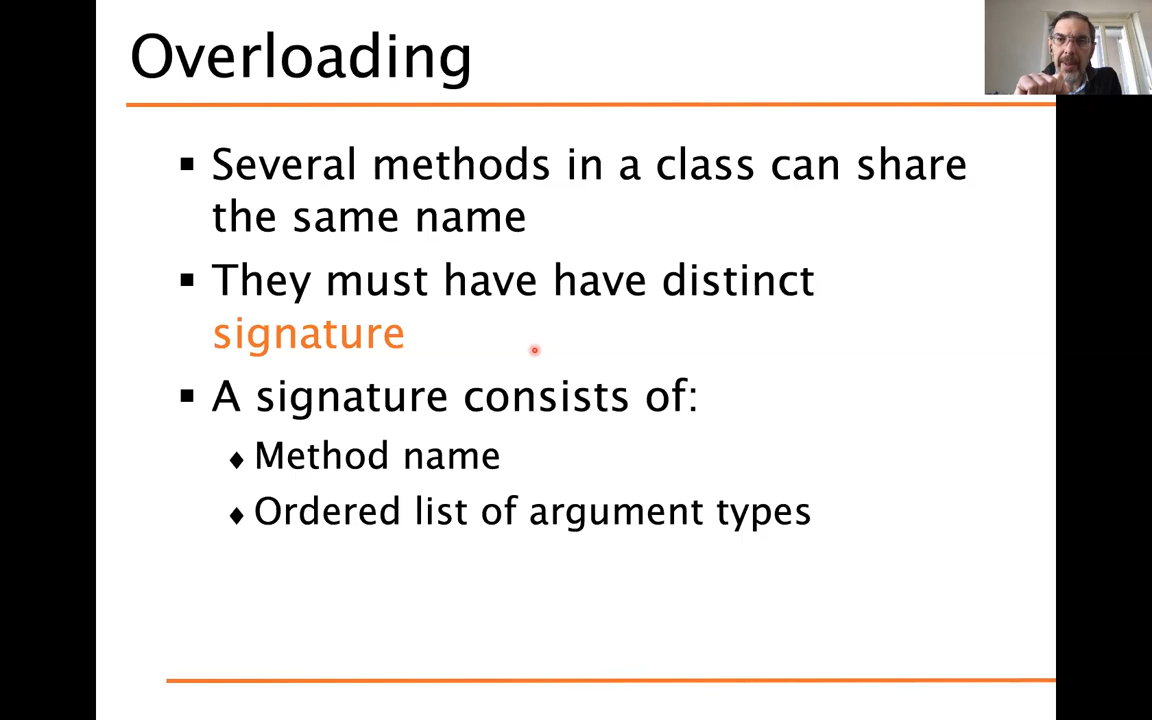 Overloading
Several methods in a class can share
the same name
They must have have distinct
signature
A signature consists of:
Method name
Ordered list of argument types